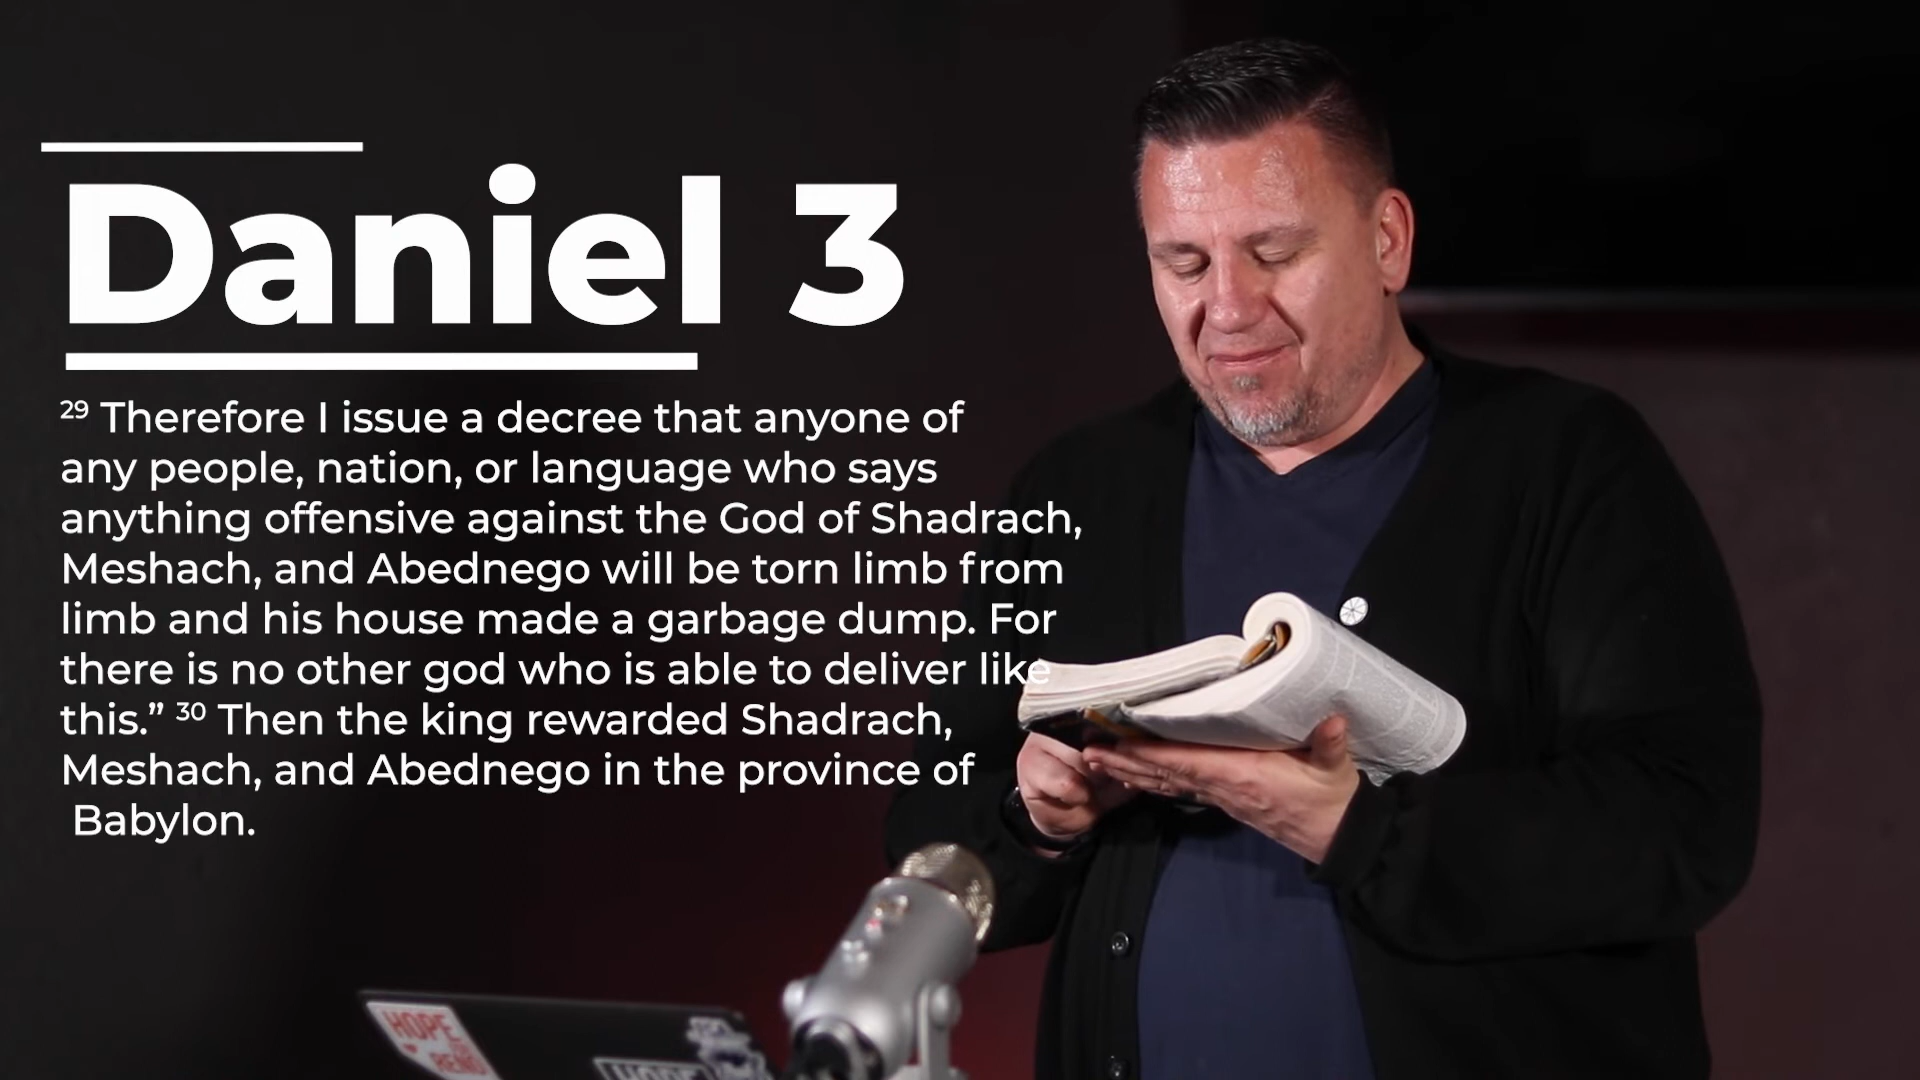 Daniel 3
²⁹ Therefore I issue a decree that anyone of
any people, nation, or language who says
anything offensive against the God of Shadrach,
Meshach, and Abednego will be torn limb from
limb and his house made a garbage dump. For
there is no other god who is able to deliver like
this.” ³⁰ Then the king rewarded Shadrach,
Meshach, and Abednego in the province of
Babylon.
HOPE
RENO
HOPE